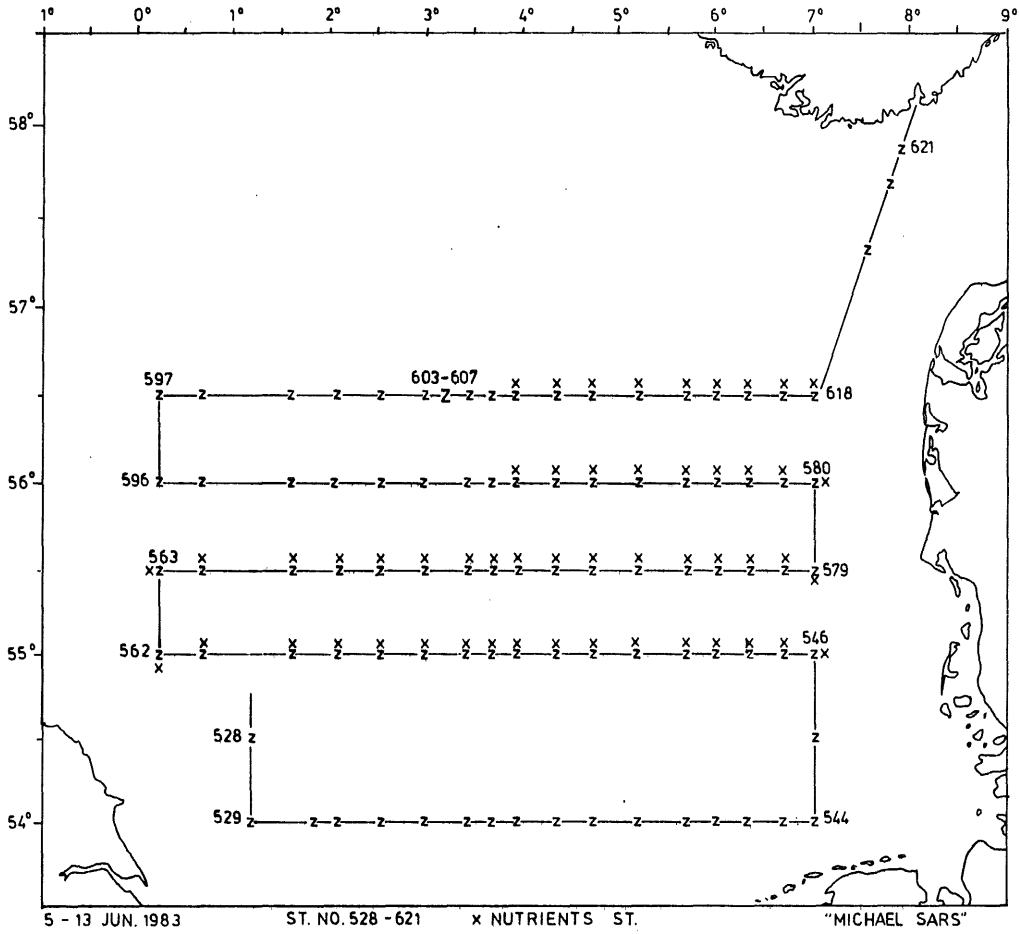 1° 0° 1° 2° 3° 4° 5° 6° 7° 8° 9°
58°
z 621
z
z
57°
597 603-607 x x x x x x x x x
z z z z z z z z z z z z z z z z z z z 618
56°
x x x x x x x x 580
596 z z z z z z z z z z z z z z z z z z x
563 x x x x x x x x x x x x x x x x
x z z z z z z z z z z z z z z z z z z 579
x
55°
x x x x x x x x x x x x x x x x 546
562 z z z z z z z z z z z z z z z z z z x
x
528 z z
54°
529 z z z z z z z z z z z z z z z z 544
5 - 13 JUN. 1983 ST. NO. 528 - 621 x NUTRIENTS ST. "MICHAEL SARS"